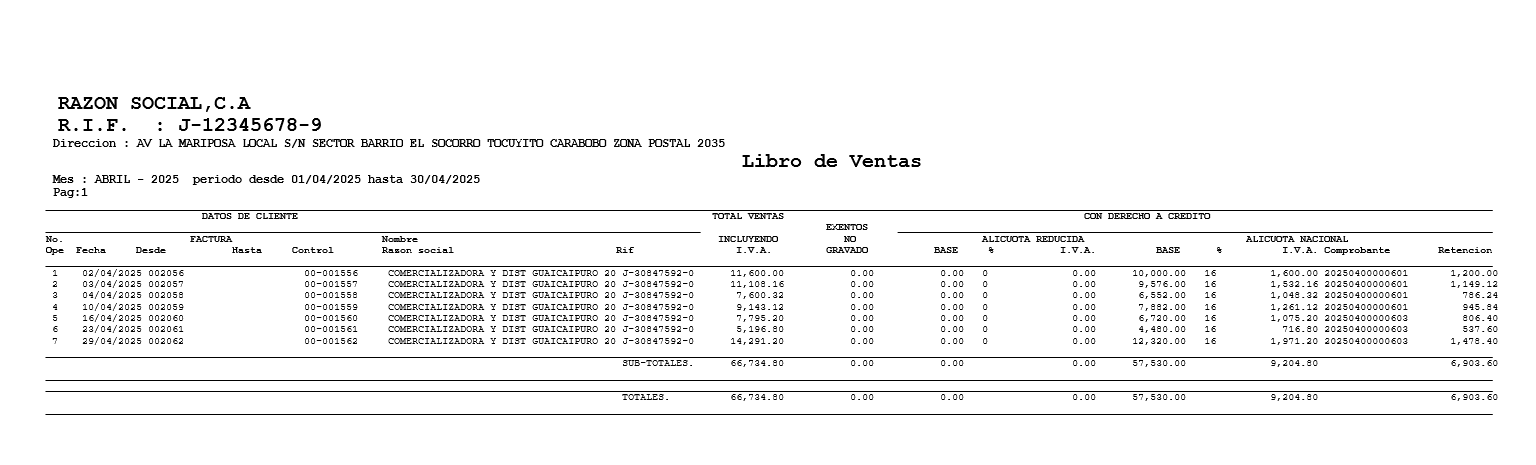 RAZON SOCIAL,C.A
R.I.F. : J-12345678-9
Direccion : AV LA MARIPOSA LOCAL S/N SECTOR BARRIO EL SOCORRO TOCUYITO CARABOBO ZONA POSTAL 2035
Libro de Ventas
Mes : ABRIL - 2025 periodo desde 01/04/2025 hasta 30/04/2025
Pag:1
DATOS DE CLIENTE TOTAL VENTAS CON DERECHO A CREDITO
EXENTOS
No. FACTURA Nombre INCLUYENDO NO ALICUOTA REDUCIDA ALICUOTA NACIONAL
Ope Fecha Desde Hasta Control Razon social Rif I.V.A. GRAVADO BASE % I.V.A. BASE % I.V.A. Comprobante Retencion
1 02/04/2025 002056 00-001556 COMERCIALIZADORA Y DIST GUAICAIPURO 20 J-30847592-0 11,600.00 0.00 0.00 0 0.00 10,000.00 16 1,600.00 20250400000601 1,200.00
2 03/04/2025 002057 00-001557 COMERCIALIZADORA Y DIST GUAICAIPURO 20 J-30847592-0 11,108.16 0.00 0.00 0 0.00 9,576.00 16 1,532.16 20250400000601 1,149.12
3 04/04/2025 002058 00-001558 COMERCIALIZADORA Y DIST GUAICAIPURO 20 J-30847592-0 7,600.32 0.00 0.00 0 0.00 6,552.00 16 1,048.32 20250400000601 786.24
4 10/04/2025 002059 00-001559 COMERCIALIZADORA Y DIST GUAICAIPURO 20 J-30847592-0 9,143.12 0.00 0.00 0 0.00 7,882.00 16 1,261.12 20250400000601 945.84
5 16/04/2025 002060 00-001560 COMERCIALIZADORA Y DIST GUAICAIPURO 20 J-30847592-0 7,795.20 0.00 0.00 0 0.00 6,720.00 16 1,075.20 20250400000603 806.40
6 23/04/2025 002061 00-001561 COMERCIALIZADORA Y DIST GUAICAIPURO 20 J-30847592-0 5,196.80 0.00 0.00 0 0.00 4,480.00 16 716.80 20250400000603 537.60
7 29/04/2025 002062 00-001562 COMERCIALIZADORA Y DIST GUAICAIPURO 20 J-30847592-0 14,291.20 0.00 0.00 0 0.00 12,320.00 16 1,971.20 20250400000603 1,478.40
SUB-TOTALES. 66,734.80 0.00 0.00 0.00 57,530.00 9,204.80 6,903.60
TOTALES. 66,734.80 0.00 0.00 0.00 57,530.00 9,204.80 6,903.60